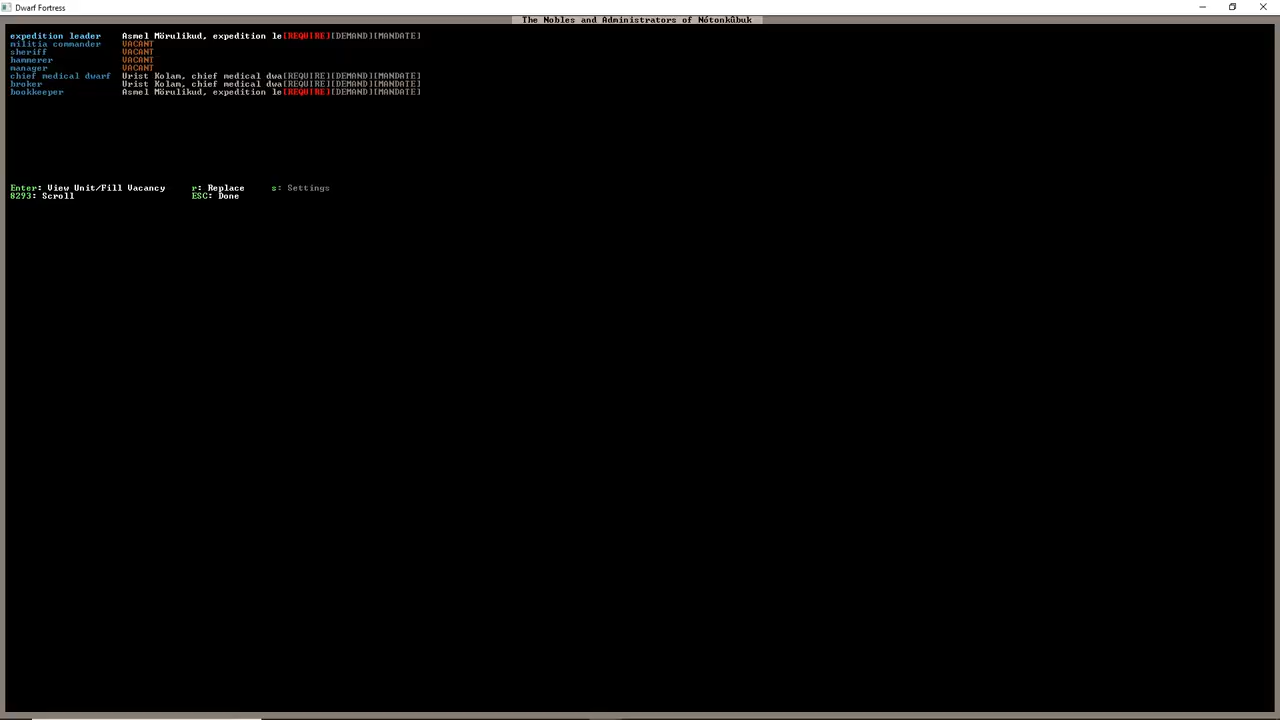 Dwarf Fortress
The Nobles and Administrators of Nótonkûbuk
expedition leader Asmel Mörulikud, expedition le[REQUIRE][DEMAND][MANDATE]
militia commander VACANT
sheriff VACANT
hammerer VACANT
manager VACANT
chief medical dwarf Urist Kolam, chief medical dwa[REQUIRE][DEMAND][MANDATE]
broker Urist Kolam, chief medical dwa[REQUIRE][DEMAND][MANDATE]
bookkeeper Asmel Mörulikud, expedition le[REQUIRE][DEMAND][MANDATE]
Enter: View Unit/Fill Vacancy r: Replace s: Settings
8293: Scroll ESC: Done